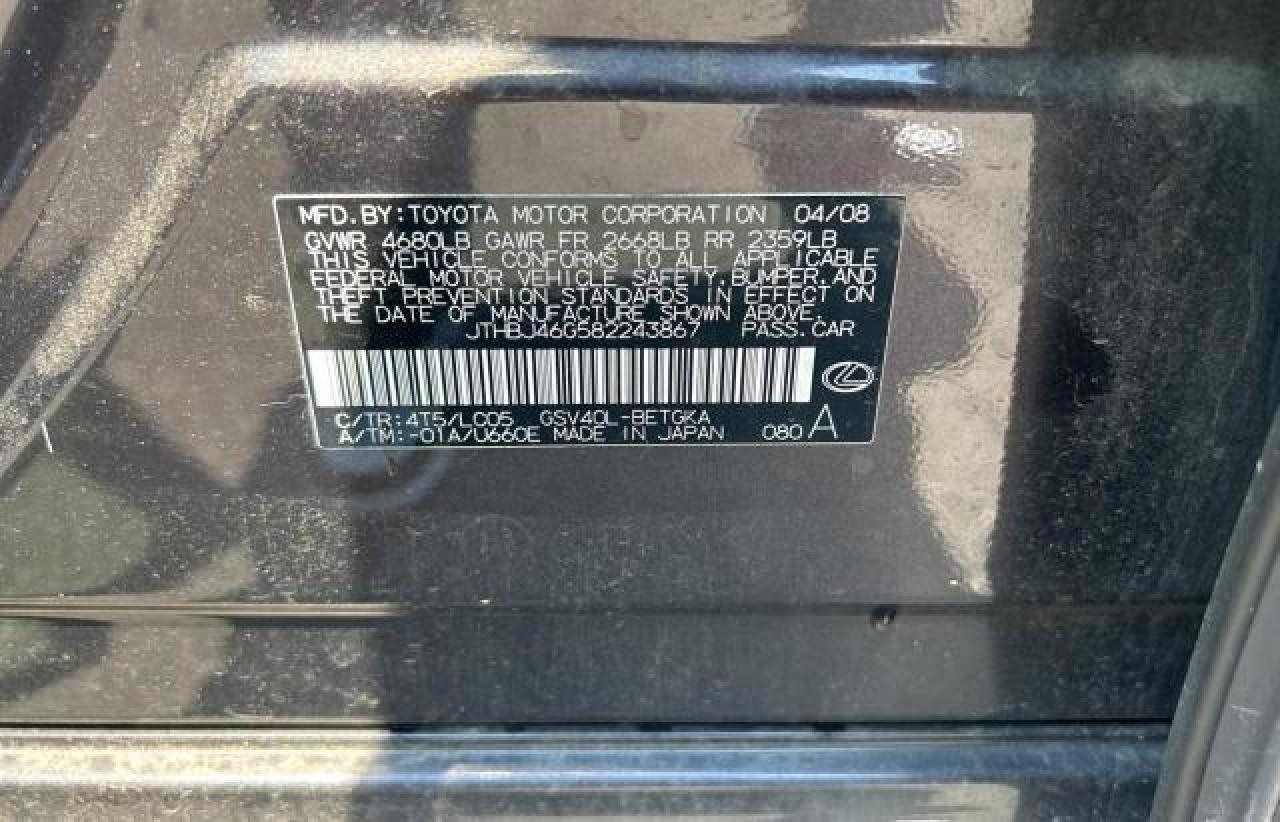 MFD.BY:TOYOTA MOTOR CORPORATION 04/08
GVWR 4680LB GAWR FR 2668LB RR 2359LB
THIS VEHICLE CONFORMS TO ALL APPLICABLE
FEDERAL MOTOR VEHICLE SAFETY,BUMPER,AND
THEFT PREVENTION STANDARDS IN EFFECT ON
THE DATE OF MANUFACTURE SHOWN ABOVE.
JTHBJ46G582243867 PASS.CAR
C/TR:4T5/LC05 GSV40L-BETGKA
A/TM:-01A/U660E MADE IN JAPAN 080 A